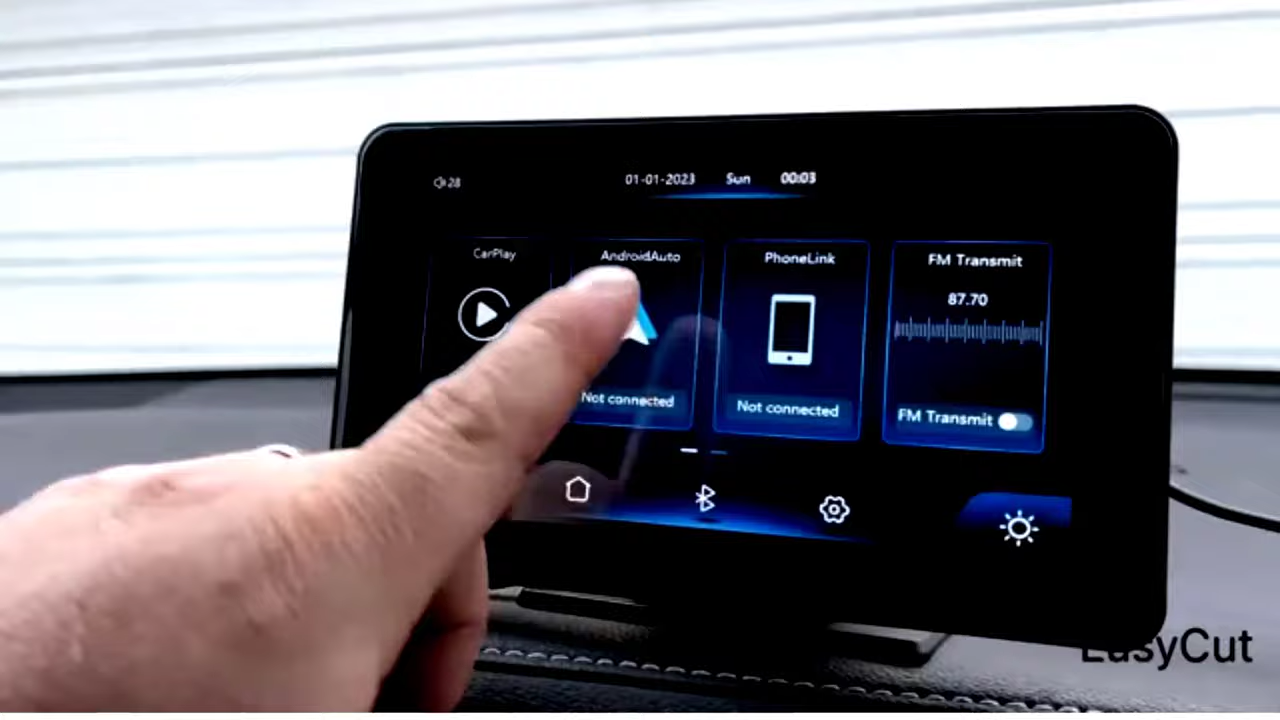 28
01-01-2023 Sun 00:03
CarPlay
AndroidAuto
PhoneLink
FM Transmit
87.70
Not connected
Not connected
FM Transmit
EasyCut